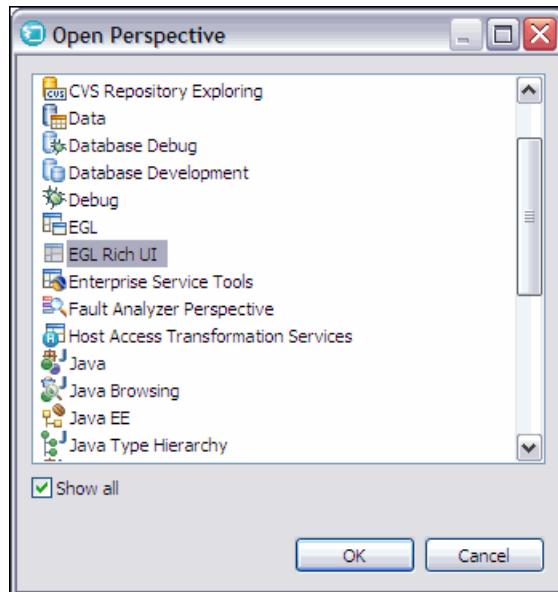 Open Perspective
CVS Repository Exploring
Data
Database Debug
Database Development
Debug
EGL
EGL Rich UI
Enterprise Service Tools
Fault Analyzer Perspective
Host Access Transformation Services
Java
Java Browsing
Java EE
Java Type Hierarchy
Show all
OK
Cancel